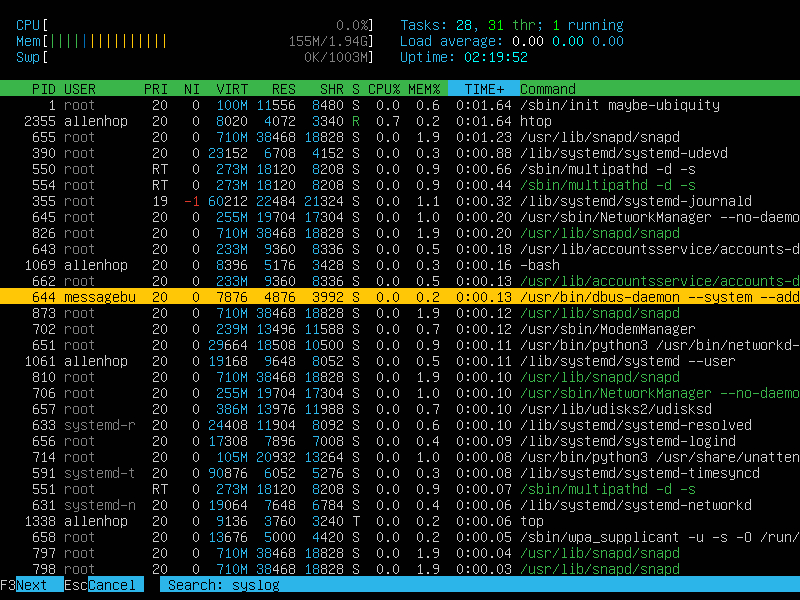 CPU[ 0.0%] Tasks: 28, 31 thr; 1 running
Mem[|||||||||||||||| 155M/1.94G] Load average: 0.00 0.00 0.00
Swp[ 0K/1003M] Uptime: 02:19:52
PID USER PRI NI VIRT RES SHR S CPU% MEM% TIME+ Command
1 root 20 0 100M 11556 8480 S 0.0 0.6 0:01.64 /sbin/init maybe-ubiquity
2355 allenhop 20 0 8020 4072 3340 R 0.7 0.2 0:01.64 htop
655 root 20 0 710M 38468 18828 S 0.0 1.9 0:01.23 /usr/lib/snapd/snapd
390 root 20 0 23152 6708 4152 S 0.0 0.3 0:00.88 /lib/systemd/systemd-udevd
550 root RT 0 273M 18120 8208 S 0.0 0.9 0:00.66 /sbin/multipathd -d -s
554 root RT 0 273M 18120 8208 S 0.0 0.9 0:00.44 /sbin/multipathd -d -s
355 root 19 -1 60212 22484 21324 S 0.0 1.1 0:00.32 /lib/systemd/systemd-journald
645 root 20 0 255M 19704 17304 S 0.0 1.0 0:00.20 /usr/sbin/NetworkManager --no-daemo
826 root 20 0 710M 38468 18828 S 0.0 1.9 0:00.20 /usr/lib/snapd/snapd
643 root 20 0 233M 9360 8336 S 0.0 0.5 0:00.18 /usr/lib/accountsservice/accounts-d
1069 allenhop 20 0 8396 5176 3428 S 0.0 0.3 0:00.16 -bash
662 root 20 0 233M 9360 8336 S 0.0 0.5 0:00.13 /usr/lib/accountsservice/accounts-d
644 messagebu 20 0 7876 4876 3992 S 0.0 0.2 0:00.13 /usr/bin/dbus-daemon --system --add
873 root 20 0 710M 38468 18828 S 0.0 1.9 0:00.12 /usr/lib/snapd/snapd
702 root 20 0 239M 13496 11588 S 0.0 0.7 0:00.12 /usr/sbin/ModemManager
651 root 20 0 29664 18508 10500 S 0.0 0.9 0:00.11 /usr/bin/python3 /usr/bin/networkd-
1061 allenhop 20 0 19168 9648 8052 S 0.0 0.5 0:00.11 /lib/systemd/systemd --user
810 root 20 0 710M 38468 18828 S 0.0 1.9 0:00.10 /usr/lib/snapd/snapd
706 root 20 0 255M 19704 17304 S 0.0 1.0 0:00.10 /usr/sbin/NetworkManager --no-daemo
657 root 20 0 386M 13976 11988 S 0.0 0.7 0:00.10 /usr/lib/udisks2/udisksd
633 systemd-r 20 0 24408 11904 8092 S 0.0 0.6 0:00.10 /lib/systemd/systemd-resolved
656 root 20 0 17308 7896 7008 S 0.0 0.4 0:00.09 /lib/systemd/systemd-logind
714 root 20 0 105M 20932 13264 S 0.0 1.0 0:00.08 /usr/bin/python3 /usr/share/unatten
591 systemd-t 20 0 90876 6052 5276 S 0.0 0.3 0:00.08 /lib/systemd/systemd-timesyncd
551 root RT 0 273M 18120 8208 S 0.0 0.9 0:00.07 /sbin/multipathd -d -s
631 systemd-n 20 0 19064 7648 6784 S 0.0 0.4 0:00.06 /lib/systemd/systemd-networkd
1338 allenhop 20 0 9136 3760 3240 T 0.0 0.2 0:00.06 top
658 root 20 0 13676 5000 4420 S 0.0 0.2 0:00.05 /sbin/wpa_supplicant -u -s -O /run/
797 root 20 0 710M 38468 18828 S 0.0 1.9 0:00.04 /usr/lib/snapd/snapd
798 root 20 0 710M 38468 18828 S 0.0 1.9 0:00.03 /usr/lib/snapd/snapd
F3Next EscCancel Search: syslog